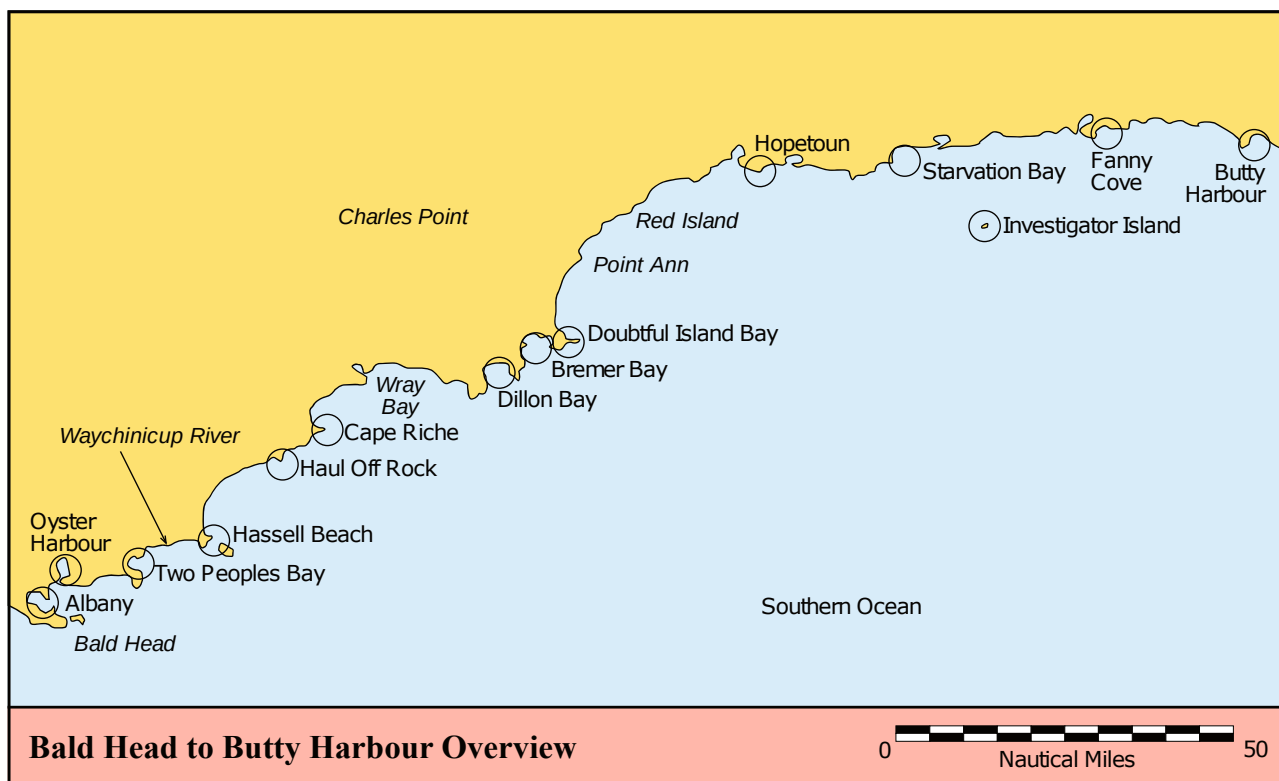 Hopetoun
Starvation Bay
Fanny
Cove
Butty
Harbour
Charles Point
Red Island
Investigator Island
Point Ann
Doubtful Island Bay
Bremer Bay
Wray
Bay
Dillon Bay
Cape Riche
Waychinicup River
Haul Off Rock
Oyster
Harbour
Hassell Beach
Two Peoples Bay
Albany
Southern Ocean
Bald Head
Bald Head to Butty Harbour Overview
0
50
Nautical Miles